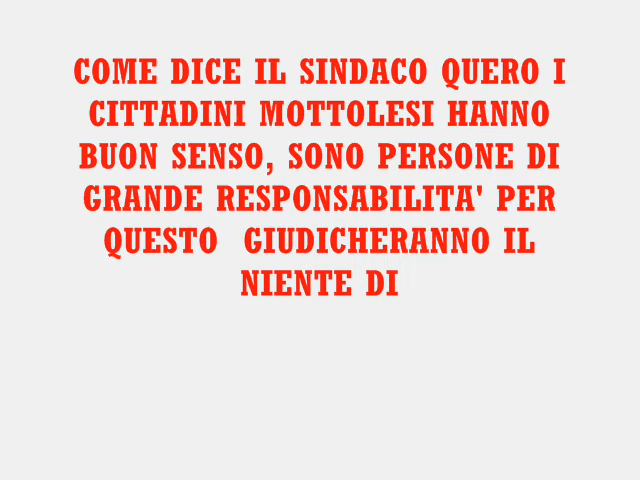 COME DICE IL SINDACO QUERO I
CITTADINI MOTTOLESI HANNO
BUON SENSO, SONO PERSONE DI
GRANDE RESPONSABILITA' PER
QUESTO  GIUDICHERANNO IL
NIENTE DI